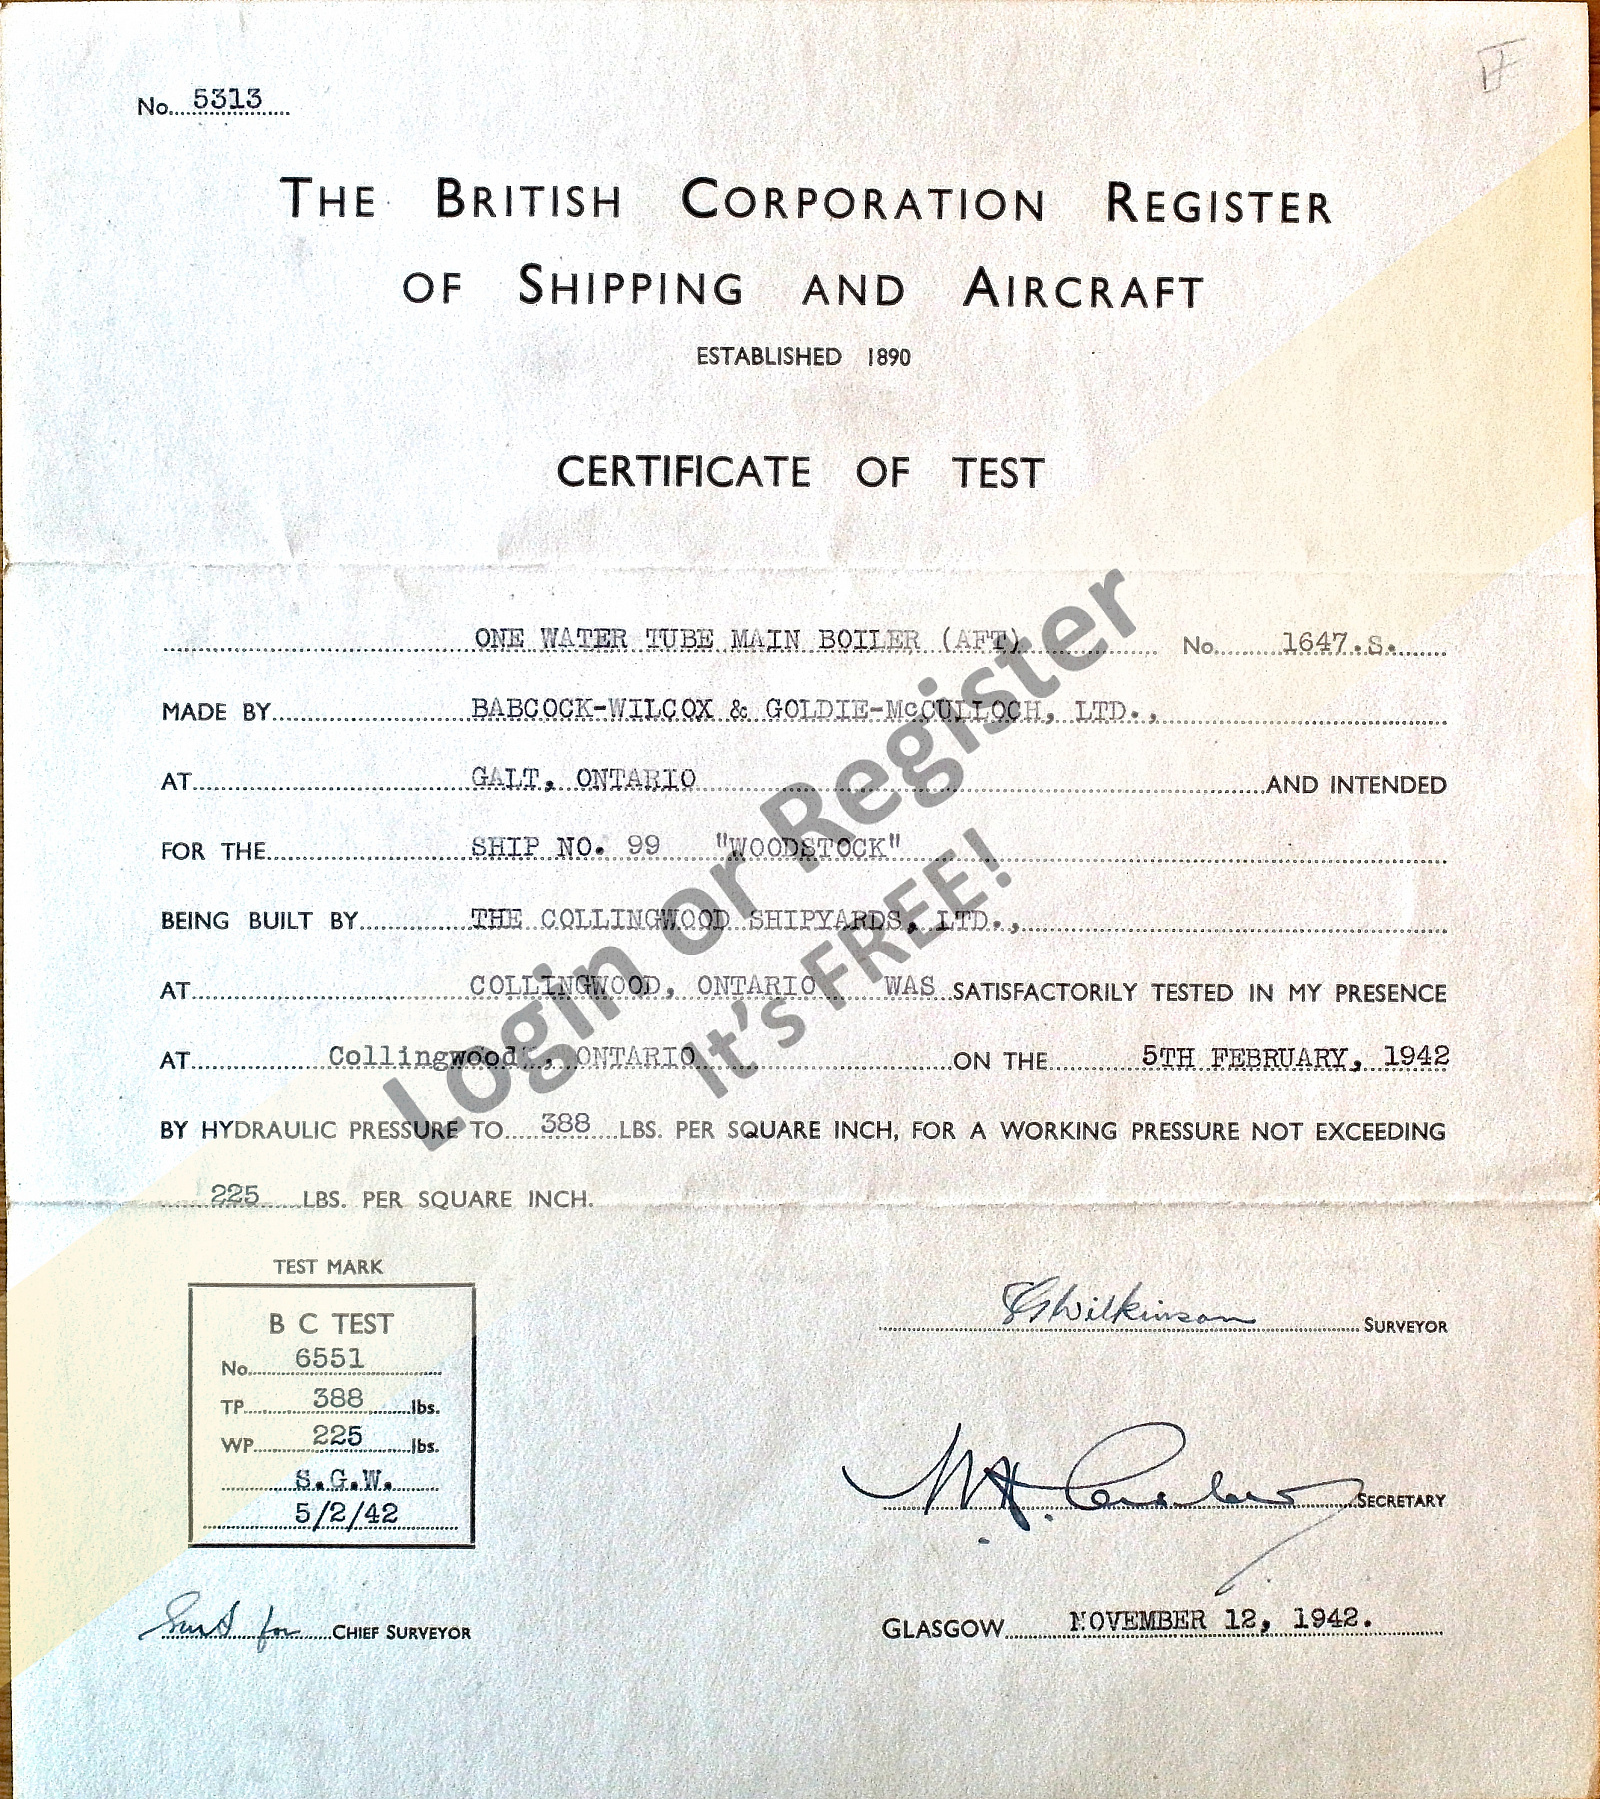 No. 5313
THE BRITISH CORPORATION REGISTER
OF SHIPPING AND AIRCRAFT
ESTABLISHED 1890
CERTIFICATE OF TEST
ONE WATER TUBE MAIN BOILER (AFT) No. 1647.S.
MADE BY BABCOCK-WILCOX & GOLDIE-McCULLOCH, LTD.,
AT GALT, ONTARIO AND INTENDED
FOR THE SHIP NO. 99 "WOODSTOCK"
BEING BUILT BY THE COLLINGWOOD SHIPYARDS, LTD.,
AT COLLINGWOOD, ONTARIO WAS SATISFACTORILY TESTED IN MY PRESENCE
AT Collingwood, ONTARIO ON THE 5TH FEBRUARY, 1942
BY HYDRAULIC PRESSURE TO 388 LBS. PER SQUARE INCH, FOR A WORKING PRESSURE NOT EXCEEDING
225 LBS. PER SQUARE INCH.
TEST MARK
B C TEST
No. 6551
TP 388 lbs.
WP 225 lbs.
S.G.W.
5/2/42
Wilkinson SURVEYOR
SECRETARY
for CHIEF SURVEYOR
GLASGOW NOVEMBER 12, 1942.
Login or Register
It's FREE!